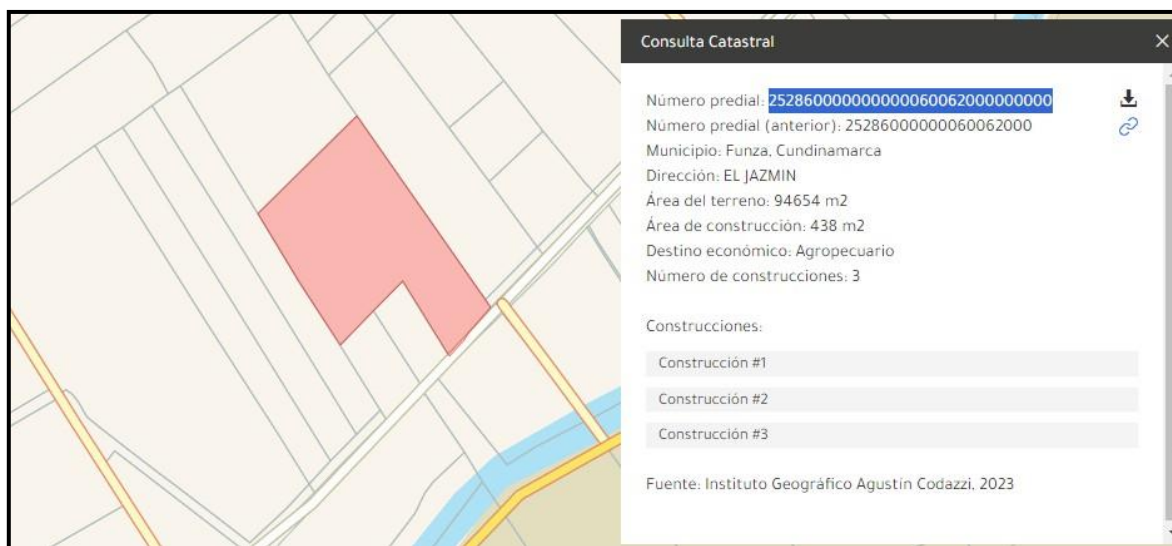 Consulta Catastral
Número predial: 252860000000000060062000000000
Número predial (anterior): 25286000000060062000
Municipio: Funza, Cundinamarca
Dirección: EL JAZMIN
Área del terreno: 94654 m2
Área de construcción: 438 m2
Destino económico: Agropecuario
Número de construcciones: 3
Construcciones:
Construcción #1
Construcción #2
Construcción #3
Fuente: Instituto Geográfico Agustín Codazzi, 2023